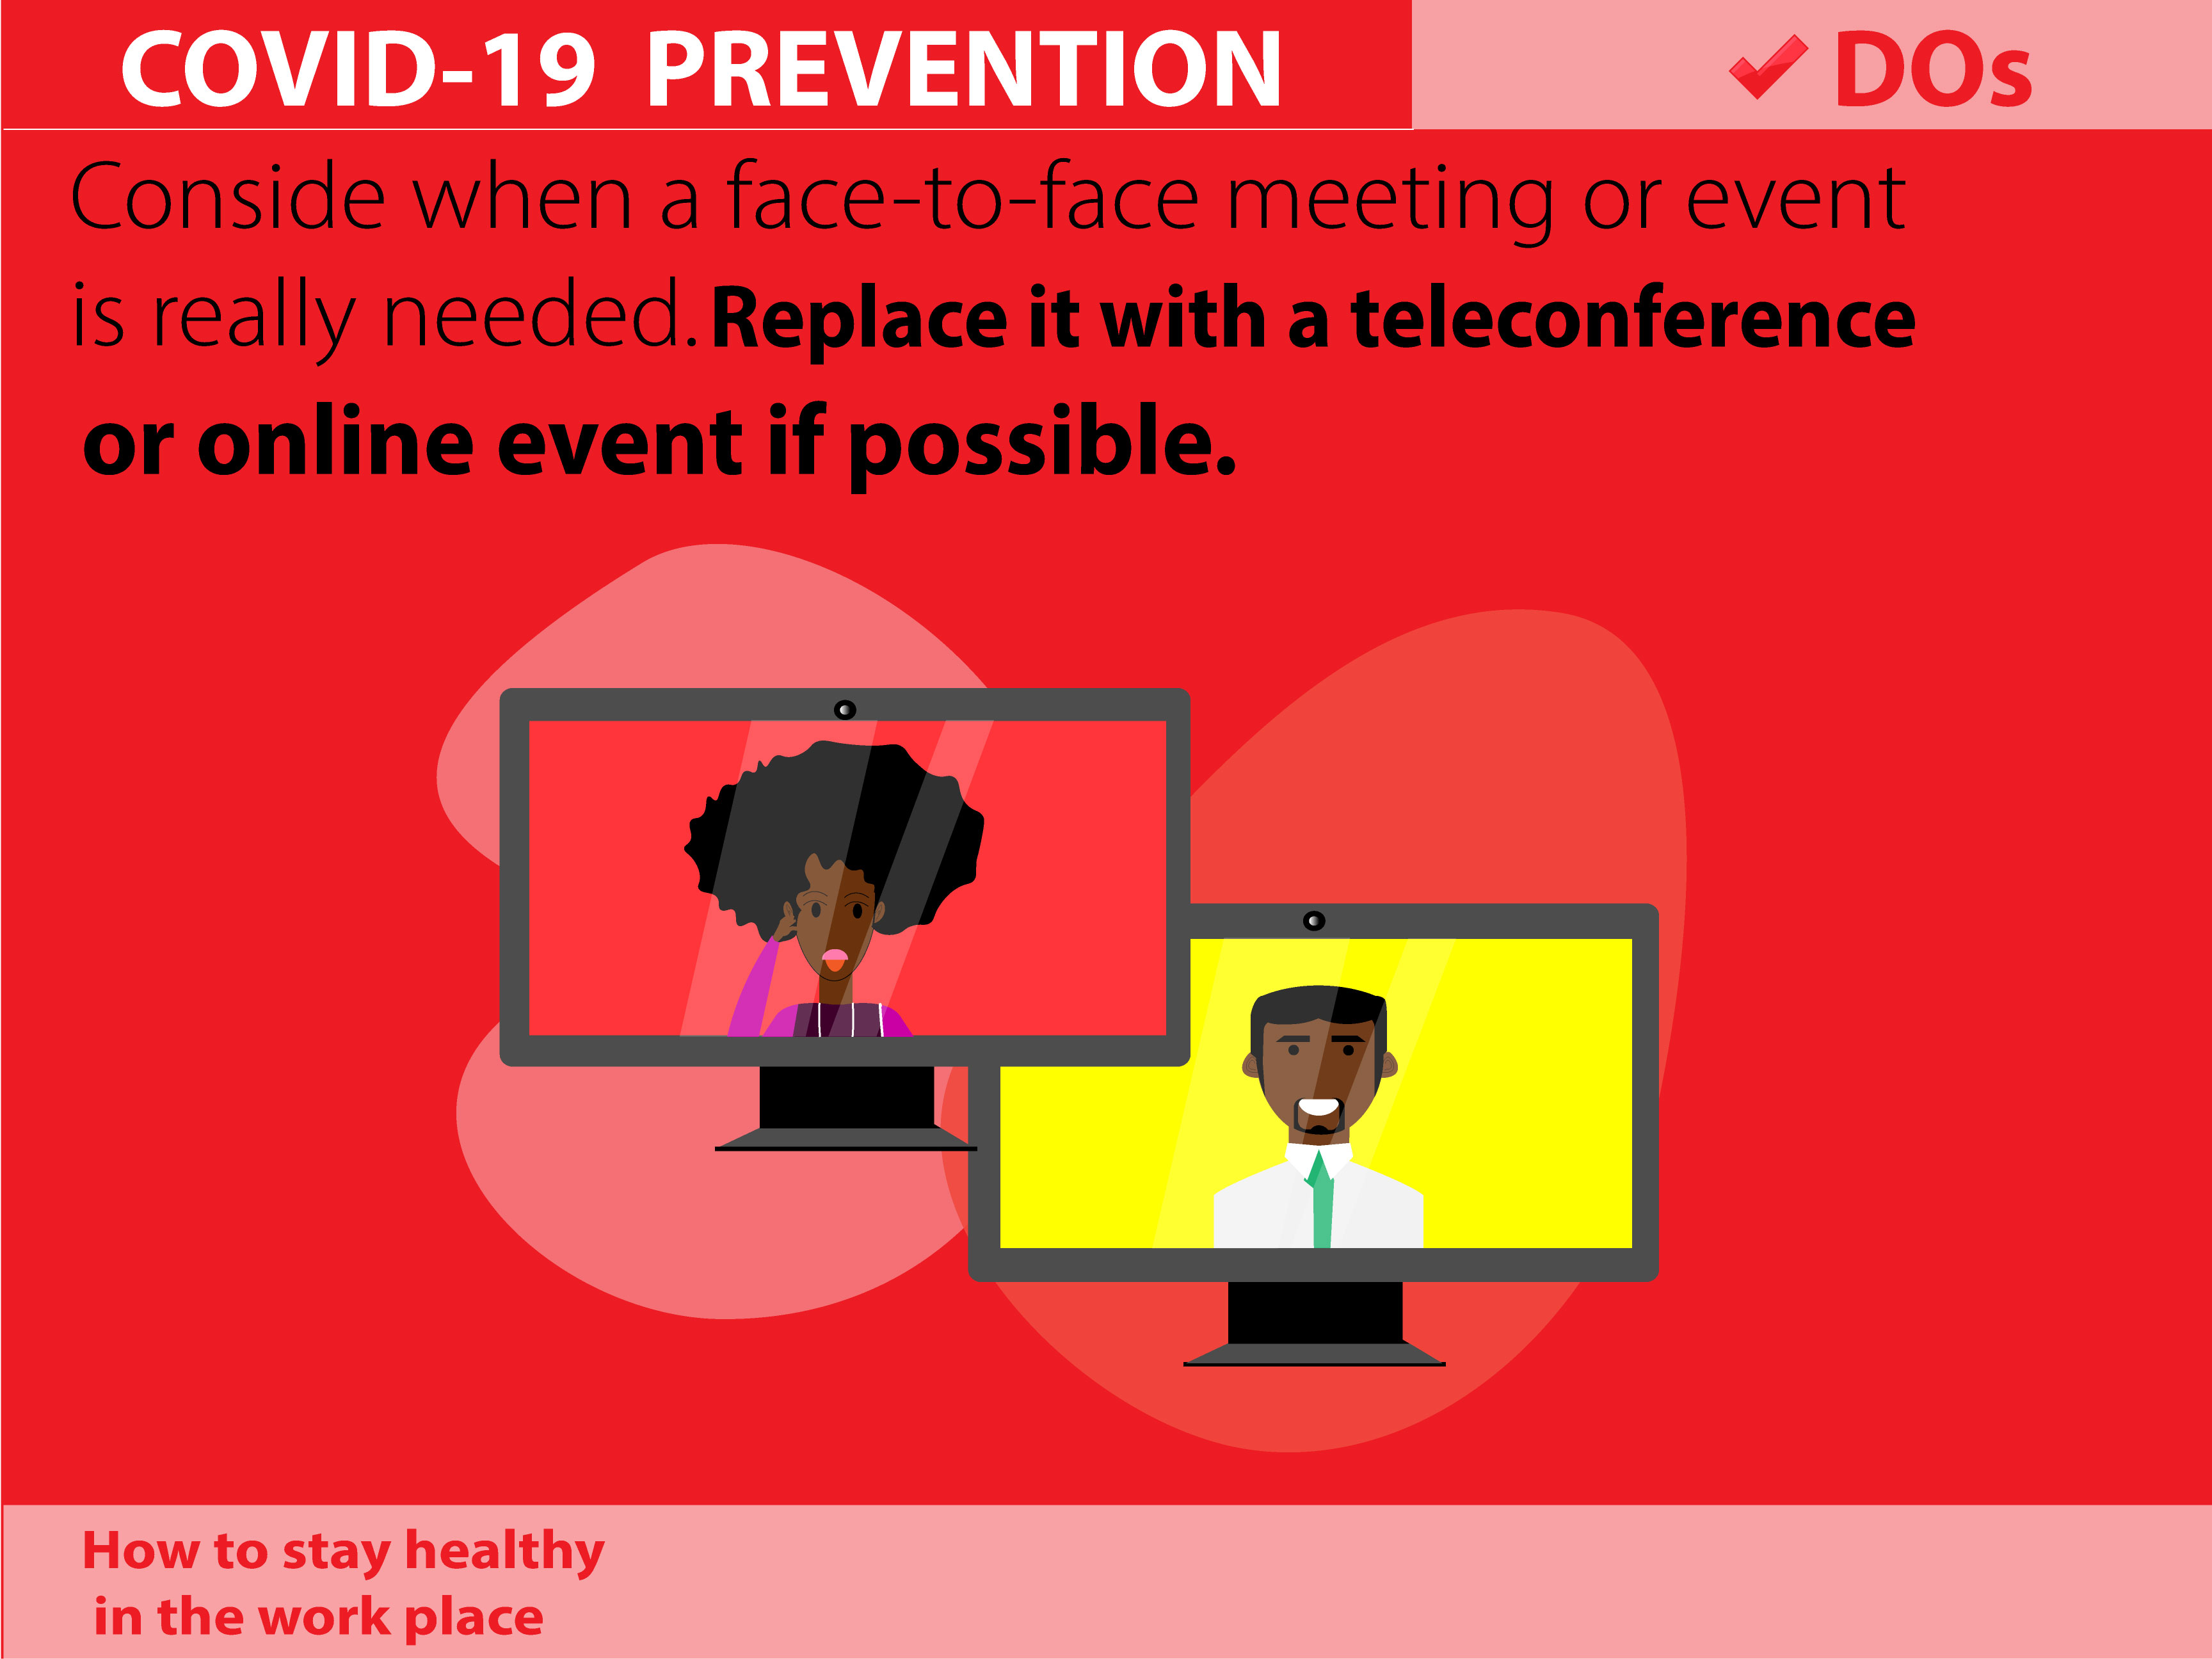 COVID-19 PREVENTION
DOs
Conside when a face-to-face meeting or event
is really needed. Replace it with a teleconference
or online event if possible.
How to stay healthy
in the work place